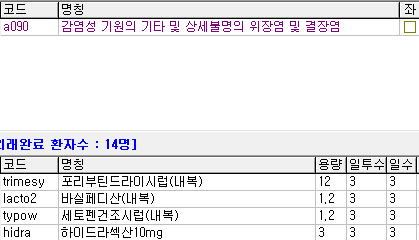 코드 명칭 좌
a090 감염성 기원의 기타 및 상세불명의 위장염 및 결장염
외래완료 환자수 : 14명]
코드 명칭 용량 일투수 일수
trimesy 포리부틴드라이시럽(내복) 12 3 3
lacto2 바실페디산(내복) 1,2 3 3
typow 세토펜건조시럽(내복) 1,2 3 3
hidra 하이드라섹산10mg 3 3 3